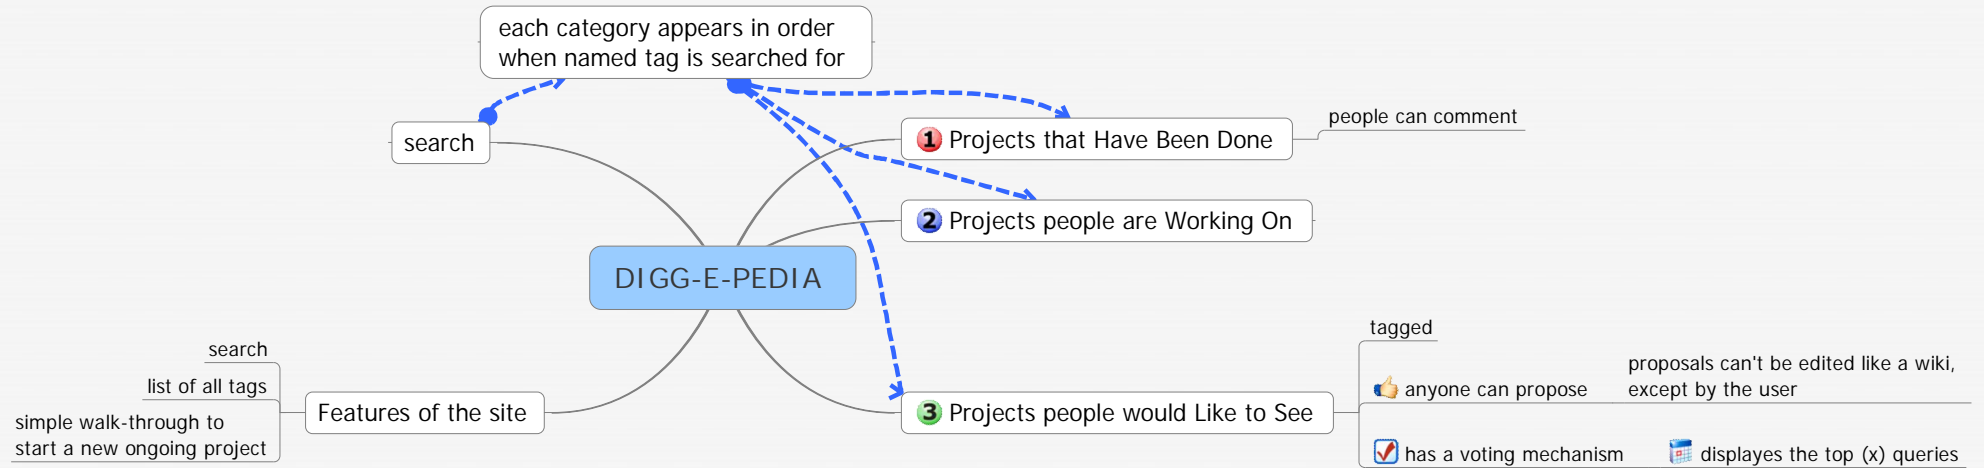 each category appears in order
when named tag is searched for
search
1 Projects that Have Been Done
people can comment
2 Projects people are Working On
DIGG-E-PEDIA
search
list of all tags
simple walk-through to
start a new ongoing project
Features of the site
3 Projects people would Like to See
tagged
anyone can propose
proposals can't be edited like a wiki,
except by the user
has a voting mechanism
displayes the top (x) queries